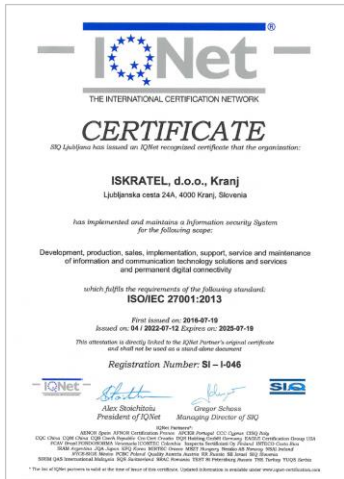 IQNet®
THE INTERNATIONAL CERTIFICATION NETWORK
CERTIFICATE
SIQ Ljubljana has issued an IQNet recognized certificate that the organization:
ISKRATEL, d.o.o., Kranj
Ljubljanska cesta 24A, 4000 Kranj, Slovenia
has implemented and maintains a information security System
for the following scope:
Development, production, sales, implementation, support, service and maintenance
of information and communication technology solutions and services
and permanent digital connectivity
which fulfils the requirements of the following standard:
ISO/IEC 27001:2013
First issued on: 2016-07-19
Issued on: 04 / 2022-07-12 Expires on: 2025-07-19
This attestation is directly linked to the IQNet Partner's original certificate
and shall not be used as a stand-alone document
Registration Number: SI – I-046
IQNet
SIQ
Alex Stoichitoiu
President of IQNet
Gregor Schoss
Managing Director of SIQ
IQNet Partners*: